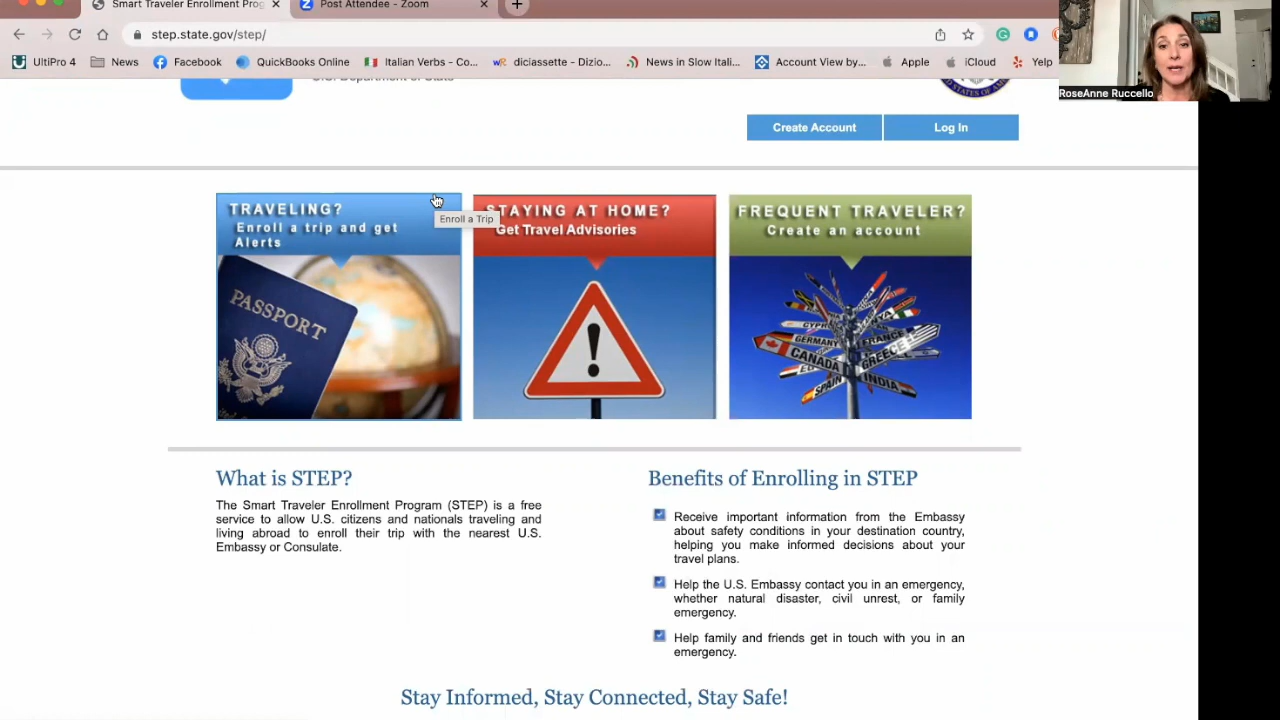 Smart Traveler Enrollment Prog
Post Attendee - Zoom
step.state.gov/step/
UltiPro 4
News
Facebook
QuickBooks Online
Italian Verbs - Co...
wr
diciassette - Dizio...
News in Slow Itali...
Account View by...
Apple
iCloud
Yelp
RoseAnne Ruccello
U.S. Department of State
Create Account
Log In
TRAVELING?
Enroll a trip and get
Alerts
Enroll a Trip
STAYING AT HOME?
Get Travel Advisories
FREQUENT TRAVELER?
Create an account
PASSPORT
GERMANY
FRANCE
CANADA
GREECE
SPAIN
INDIA
What is STEP?
The Smart Traveler Enrollment Program (STEP) is a free
service to allow U.S. citizens and nationals traveling and
living abroad to enroll their trip with the nearest U.S.
Embassy or Consulate.
Benefits of Enrolling in STEP
Receive important information from the Embassy
about safety conditions in your destination country,
helping you make informed decisions about your
travel plans.
Help the U.S. Embassy contact you in an emergency,
whether natural disaster, civil unrest, or family
emergency.
Help family and friends get in touch with you in an
emergency.
Stay Informed, Stay Connected, Stay Safe!